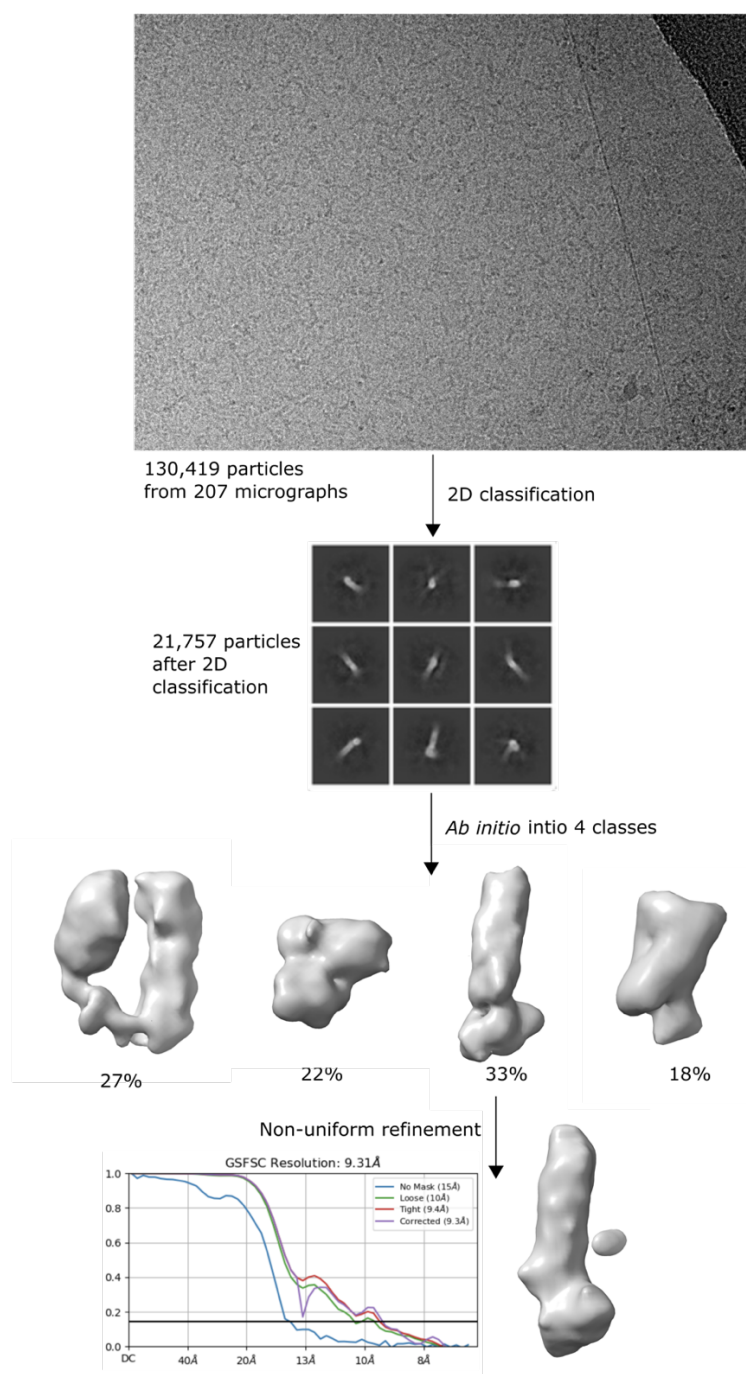 130,419 particles
from 207 micrographs
2D classification
21,757 particles
after 2D
classification
Ab initio intio 4 classes
27%
22%
33%
18%
Non-uniform refinement
GSFSC Resolution: 9.31Å
No Mask (15Å)
Loose (10Å)
Tight (9.4Å)
Corrected (9.3Å)
1.0
0.8
0.6
0.4
0.2
0.0
DC
40Å
20Å
13Å
10Å
8Å